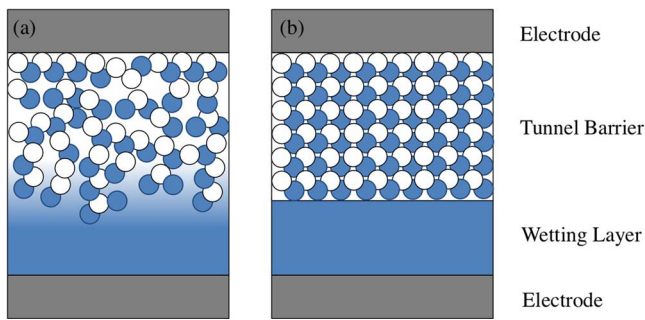 (a)
(b)
Electrode
Tunnel Barrier
Wetting Layer
Electrode